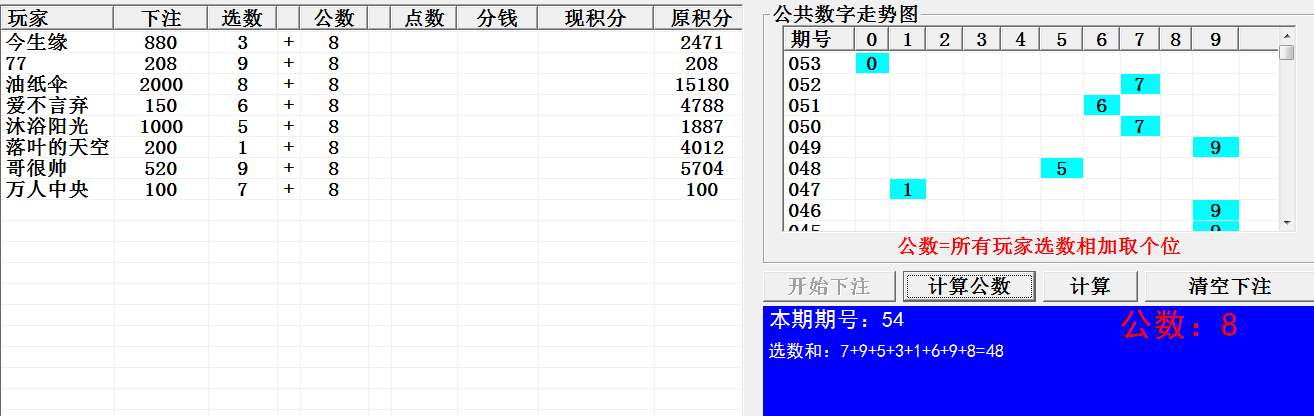 玩家 下注 选数 公数 点数 分钱 现积分 原积分
今生缘 880 3 + 8 2471
77 208 9 + 8 208
油纸伞 2000 8 + 8 15180
爱不言弃 150 6 + 8 4788
沐浴阳光 1000 5 + 8 1887
落叶的天空 200 1 + 8 4012
哥很帅 520 9 + 8 5704
万人中央 100 7 + 8 100
公共数字走势图
期号 0 1 2 3 4 5 6 7 8 9
053 0
052 7
051 6
050 7
049 9
048 5
047 1
046 9
045 9
公数=所有玩家选数相加取个位
开始下注 计算公数 计算 清空下注
本期期号：54 公数：8
选数和：7+9+5+3+1+6+9+8=48